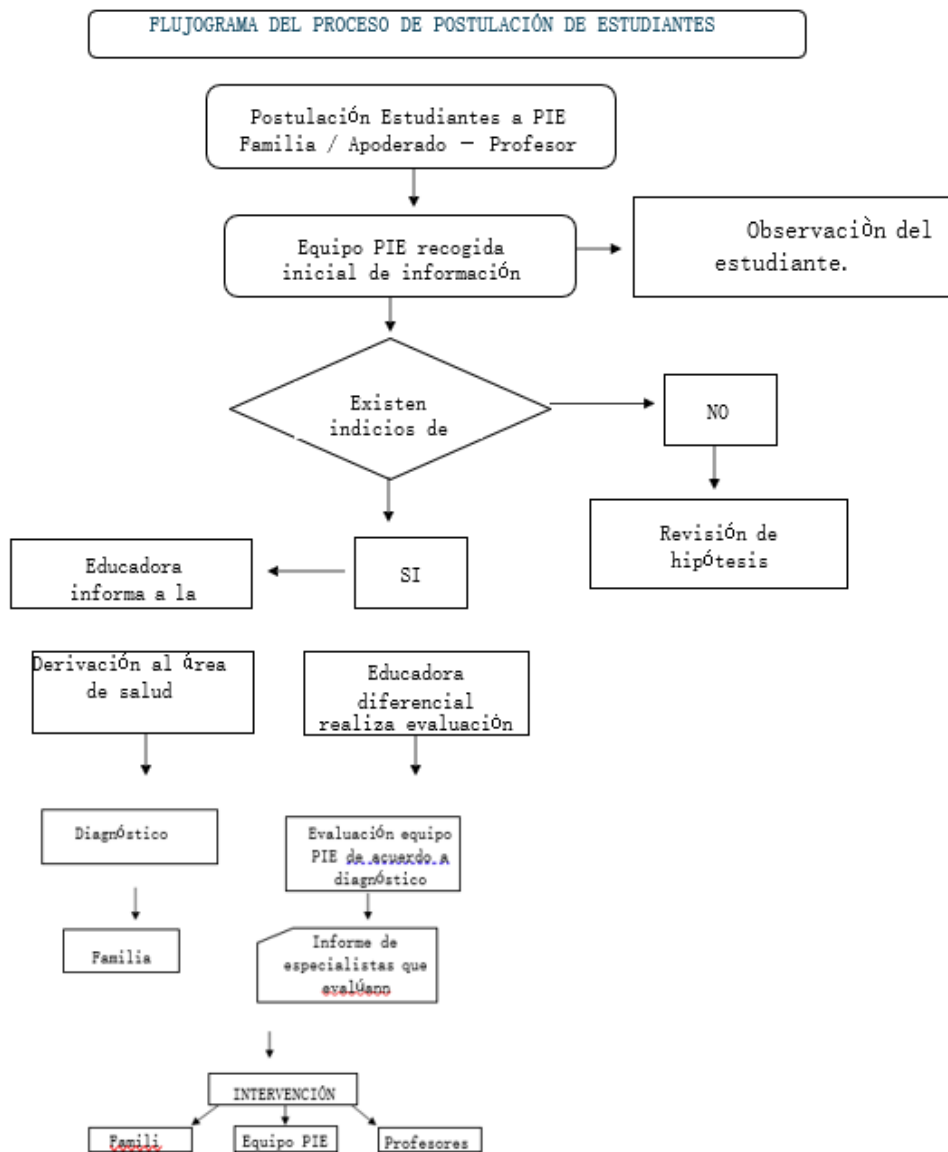 FLUJOGRAMA DEL PROCESO DE POSTULACIÓN DE ESTUDIANTES
Postulación Estudiantes a PIE
Familia / Apoderado — Profesor
Equipo PIE recogida
inicial de información
Observaciòn del
estudiante.
Existen
indicios de
NO
Revisión de
hipótesis
SI
Educadora
informa a la
Derivación al área
de salud
Educadora
diferencial
realiza evaluación
Diagnóstico
Evaluación equipo
PIE de acuerdo a
diagnóstico
Familia
Informe de
especialistas que
evalúann
INTERVENCIÓN
Famili
Equipo PIE
Profesores